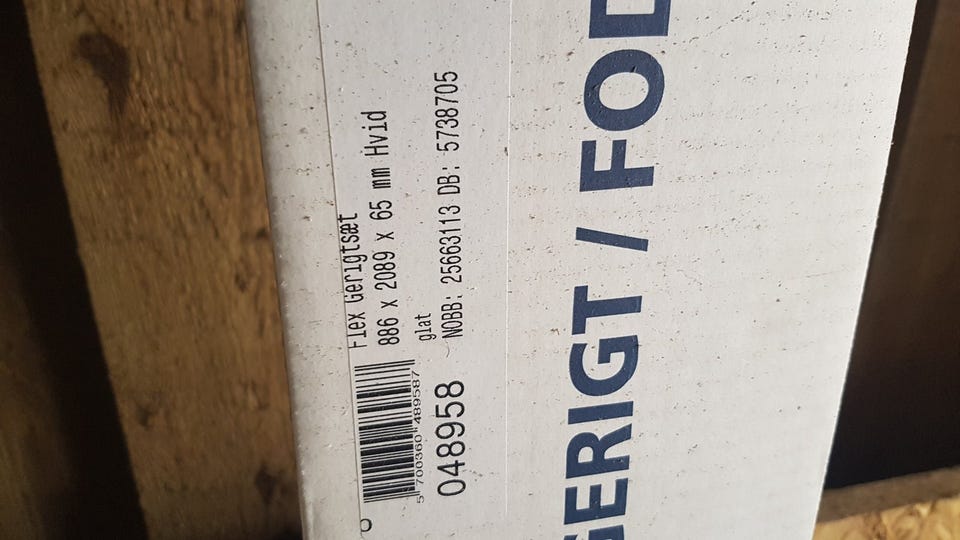 Flex Gerigtsæt
886 x 2089 x 65 mm Hvid
glat
NOBB: 25663113 DB: 5738705
5 700360 489587
048958
GERIGT / FOD